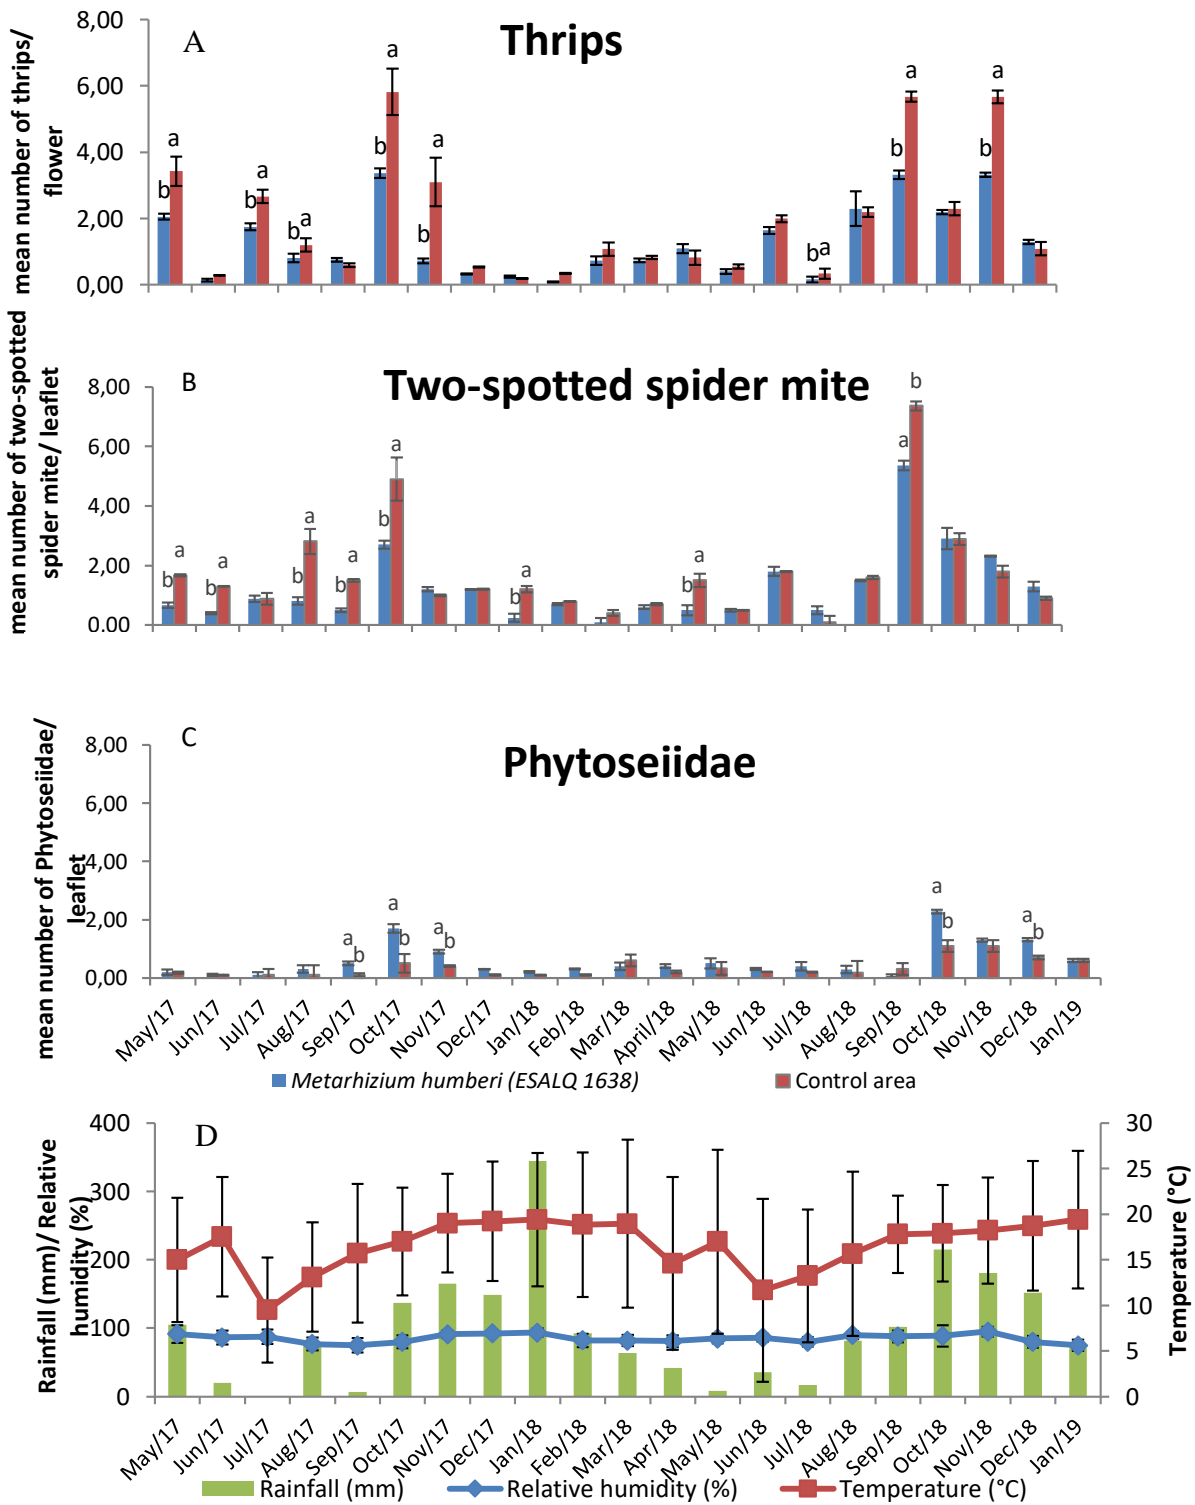 A
Thrips
mean number of thrips/
flower
8,00
6,00
4,00
2,00
0,00
b a b a b a b a b a b a b a b a
B
Two-spotted spider mite
mean number of two-spotted
spider mite/ leaflet
8,00
6,00
4,00
2,00
0,00
b a b a b a b a b a b a b a a b
C
Phytoseiidae
mean number of Phytoseiidae/
leaflet
8,00
6,00
4,00
2,00
0,00
a b a b a b a b a b
May/17 Jun/17 Jul/17 Aug/17 Sep/17 Oct/17 Nov/17 Dec/17 Jan/18 Feb/18 Mar/18 April/18 May/18 Jun/18 Jul/18 Aug/18 Sep/18 Oct/18 Nov/18 Dec/18 Jan/19
Metarhizium humberi (ESALQ 1638) Control area
D
Rainfall (mm)/ Relative
humidity (%)
400
300
200
100
0
30
25
20
15
10
5
0
Temperature (°C)
May/17 Jun/17 Jul/17 Aug/17 Sep/17 Oct/17 Nov/17 Dec/17 Jan/18 Feb/18 Mar/18 Apr/18 May/18 Jun/18 Jul/18 Aug/18 Sep/18 Oct/18 Nov/18 Dec/18 Jan/19
Rainfall (mm) Relative humidity (%) Temperature (°C)